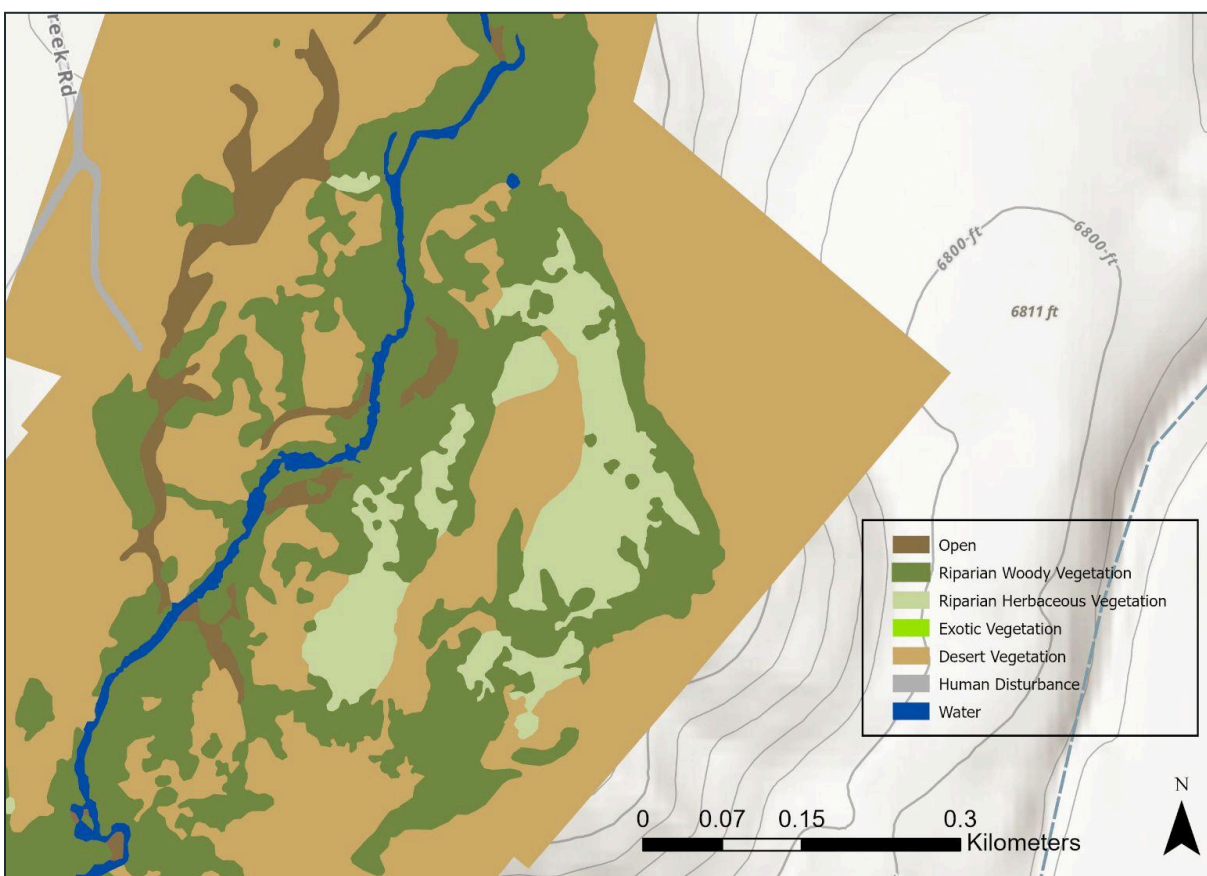 reek Rd
6800-ft
6800-ft
6811 ft
Open
Riparian Woody Vegetation
Riparian Herbaceous Vegetation
Exotic Vegetation
Desert Vegetation
Human Disturbance
Water
N
0 0.07 0.15 0.3
Kilometers